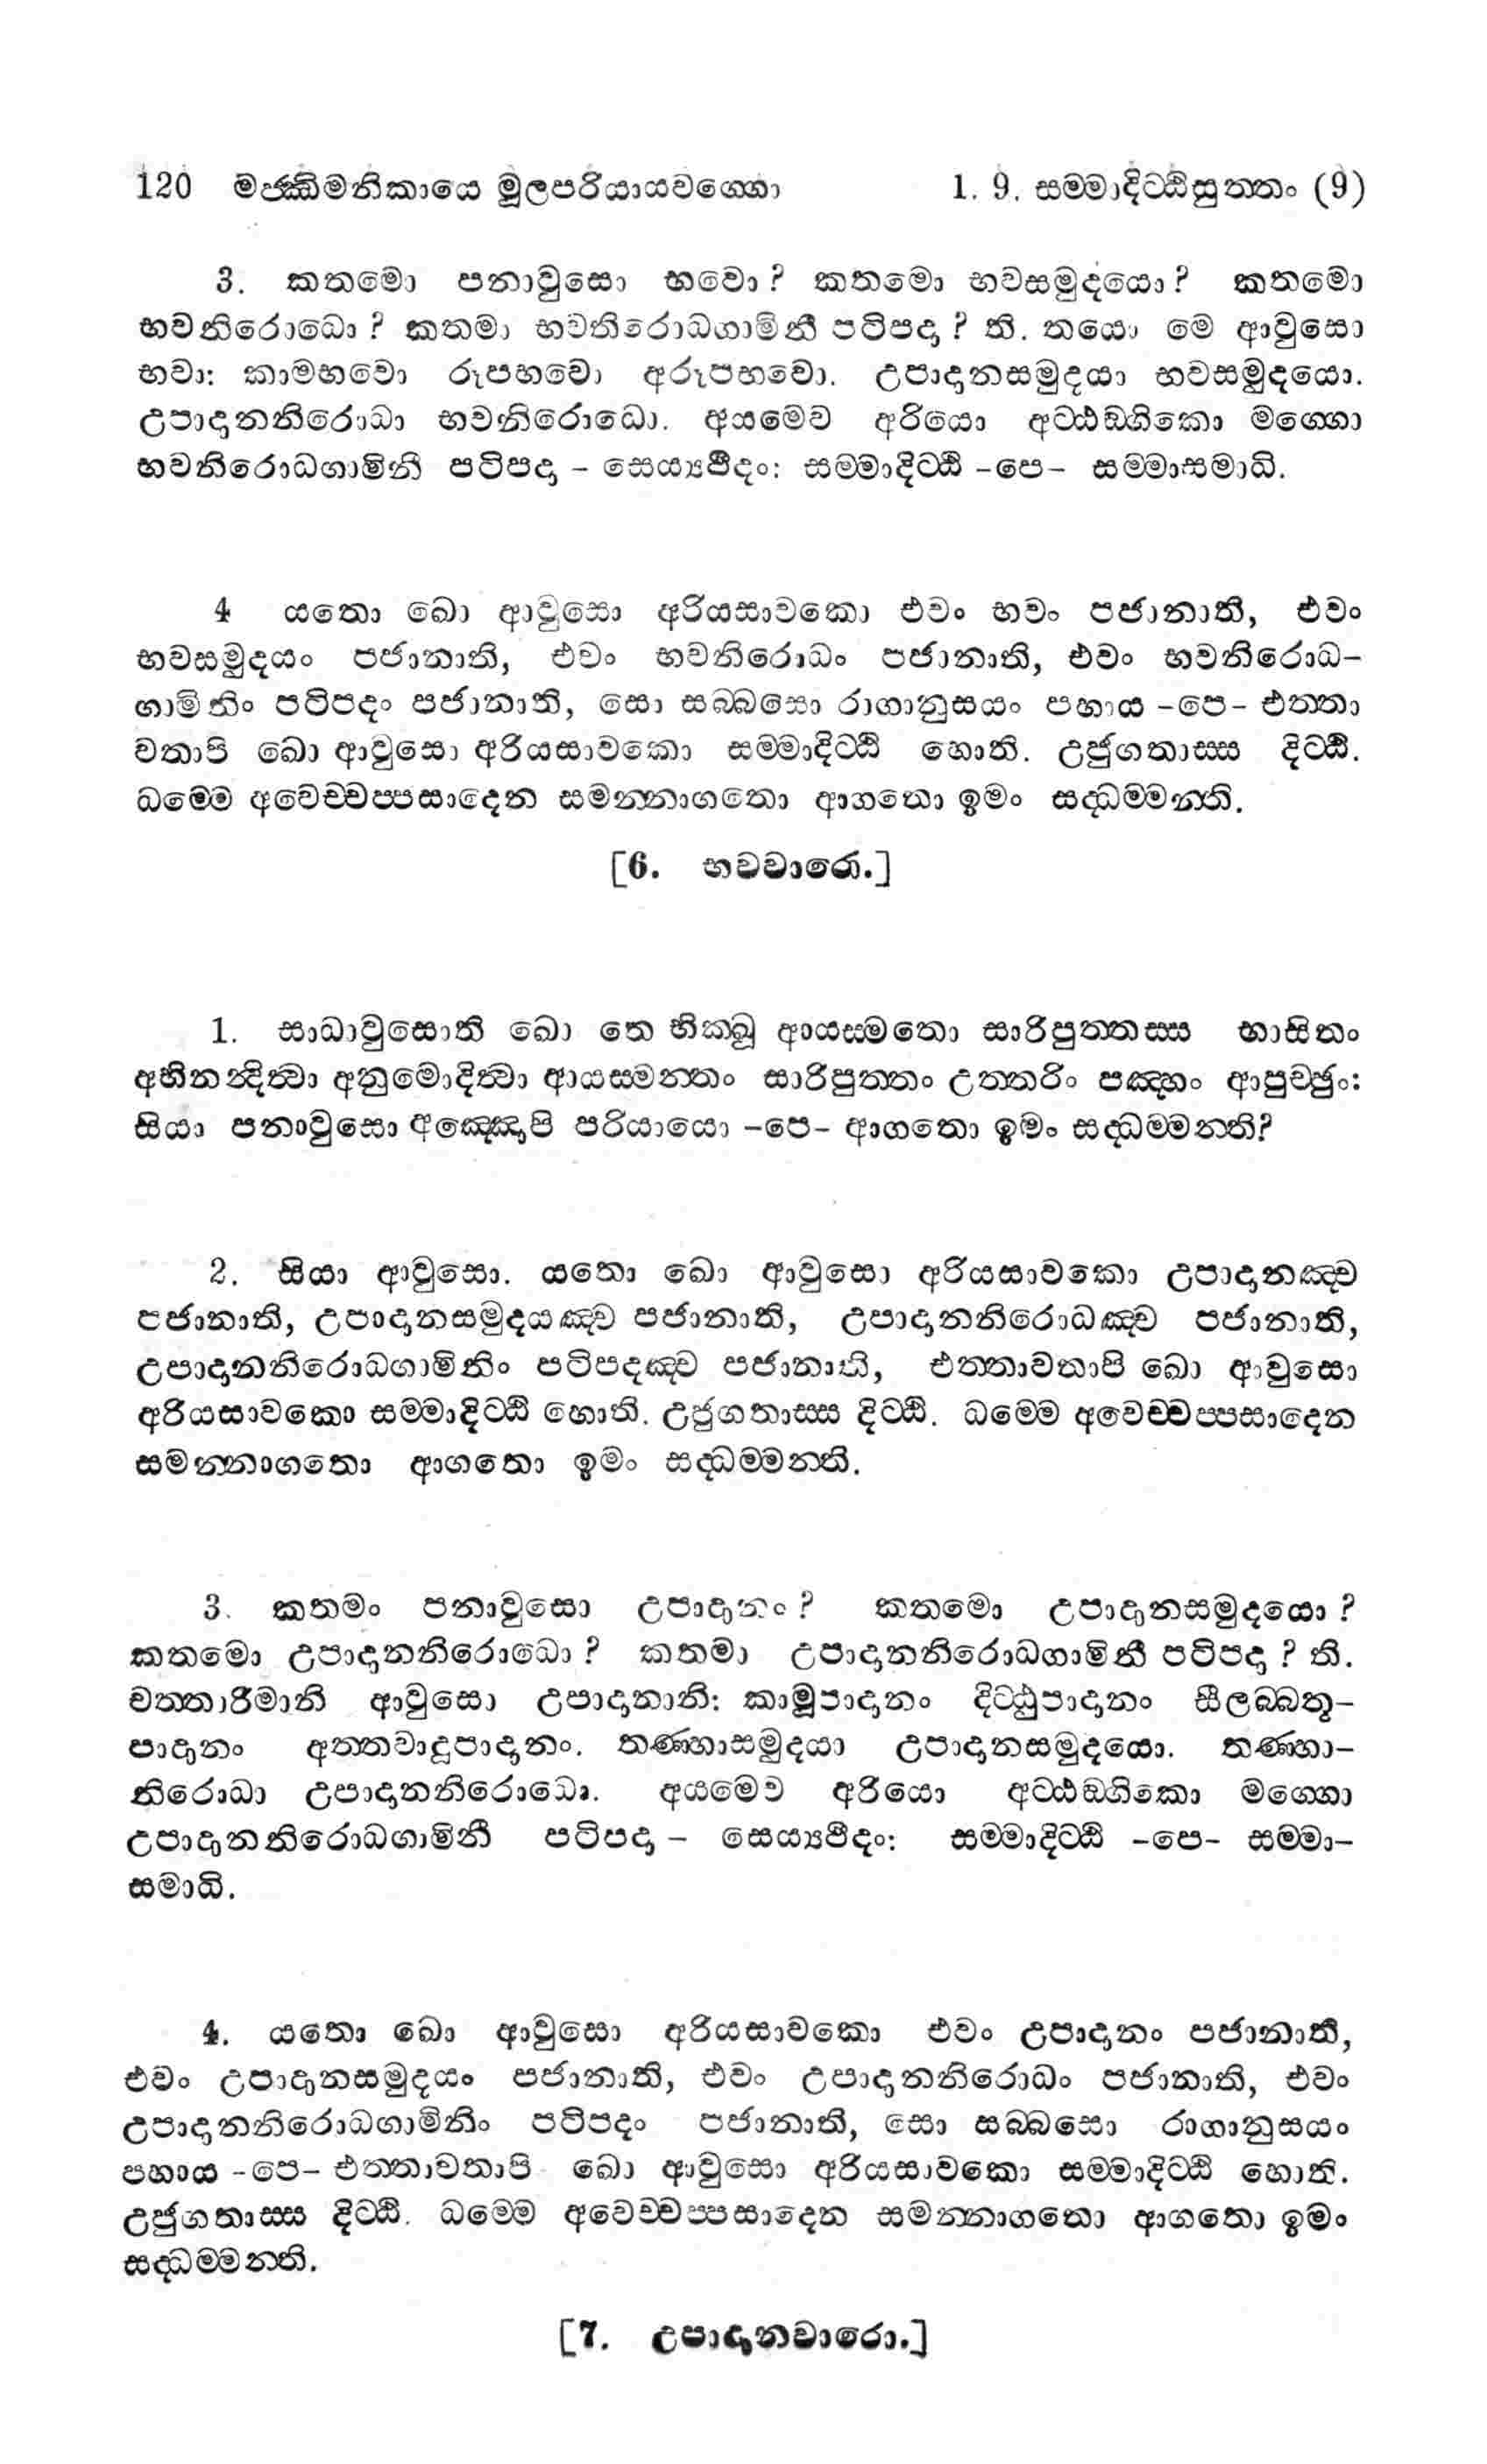 120 මජ්ඣිමනිකායෙ මූලපරියායවග්ගො 1. 9. සම්මාදිට්ඨිසුත්තං (9)
3. කතමො පනාවුසො භවො? කතමො භවසමුදයො? කතමො
භවනිරොධො? කතමා භවනිරොධගාමිනී පටිපදා? ති. තයො මෙ ආවුසො
භවා: කාමභවො රූපභවො අරූපභවො. උපාදානසමුදයා භවසමුදයො.
උපාදානනිරොධා භවනිරොධො. අයමෙව අරියො අට්ඨඞ්ගිකො මග්ගො
භවනිරොධගාමිනී පටිපදා - සෙය්‍යථීදං: සම්මාදිට්ඨි -පෙ- සම්මාසමාධි.
4 යතො ඛො ආවුසො අරියසාවකො එවං භවං පජානාති, එවං
භවසමුදයං පජානාති, එවං භවනිරොධං පජානාති, එවං භවනිරොධ-
ගාමිනිං පටිපදං පජානාති, සො සබ්බසො රාගානුසයං පහාය -පෙ- එත්තා
වතාපි ඛො ආවුසො අරියසාවකො සම්මාදිට්ඨි හොති. උජුගතාස්ස දිට්ඨි.
ධම්මෙ අවෙච්චප්පසාදෙන සමන්නාගතො ආගතො ඉමං සද්ධම්මන්ති.
[6. භවවාරො.]
1. සාධාවුසොති ඛො තෙ භික්ඛූ ආයස්මතො සාරිපුත්තස්ස භාසිතං
අභිනන්දිත්වා අනුමොදිත්වා ආයස්මන්තං සාරිපුත්තං උත්තරිං පඤ්හං ආපුච්ඡුං:
සියා පනාවුසො අඤ්ඤොපි පරියායො -පෙ- ආගතො ඉමං සද්ධම්මන්ති?
2. සියා ආවුසො. යතො ඛො ආවුසො අරියසාවකො උපාදානඤ්ච
පජානාති, උපාදානසමුදයඤ්ච පජානාති, උපාදානනිරොධඤ්ච පජානාති,
උපාදානනිරොධගාමිනිං පටිපදඤ්ච පජානාති, එත්තාවතාපි ඛො ආවුසො
අරියසාවකො සම්මාදිට්ඨි හොති. උජුගතාස්ස දිට්ඨි. ධම්මෙ අවෙච්චප්පසාදෙන
සමන්නාගතො ආගතො ඉමං සද්ධම්මන්ති.
3. කතමං පනාවුසො උපාදානං? කතමො උපාදානසමුදයො?
කතමො උපාදානනිරොධො? කතමා උපාදානනිරොධගාමිනී පටිපදා? ති.
චත්තාරිමානි ආවුසො උපාදානානි: කාමූපාදානං දිට්ඨුපාදානං සීලබ්බතූ-
පාදානං අත්තවාදූපාදානං. තණ්හාසමුදයා උපාදානසමුදයො. තණ්හා-
නිරොධා උපාදානනිරොධො. අයමෙව අරියො අට්ඨඞ්ගිකො මග්ගො
උපාදානනිරොධගාමිනී පටිපදා - සෙය්‍යථීදං: සම්මාදිට්ඨි -පෙ- සම්මා-
සමාධි.
4. යතො ඛො ආවුසො අරියසාවකො එවං උපාදානං පජානාති,
එවං උපාදානසමුදයං පජානාති, එවං උපාදානනිරොධං පජානාති, එවං
උපාදානනිරොධගාමිනිං පටිපදං පජානාති, සො සබ්බසො රාගානුසයං
පහාය -පෙ- එත්තාවතාපි ඛො ආවුසො අරියසාවකො සම්මාදිට්ඨි හොති.
උජුගතාස්ස දිට්ඨි. ධම්මෙ අවෙච්චප්පසාදෙන සමන්නාගතො ආගතො ඉමං
සද්ධම්මන්ති.
[7. උපාදානවාරො.]